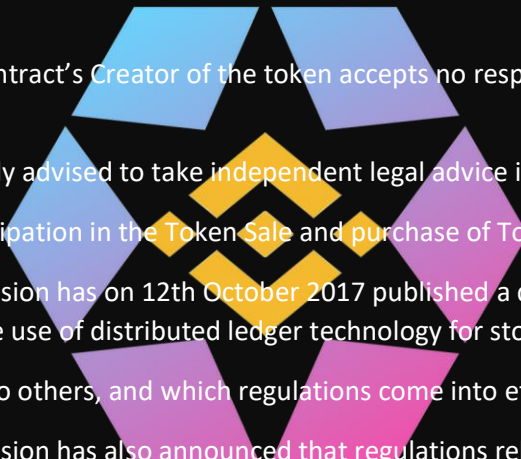 ntract’s Creator of the token accepts no resp
ly advised to take independent legal advice i
ipation in the Token Sale and purchase of To
sion has on 12th October 2017 published a c
e use of distributed ledger technology for sto
o others, and which regulations come into e
sion has also announced that regulations re